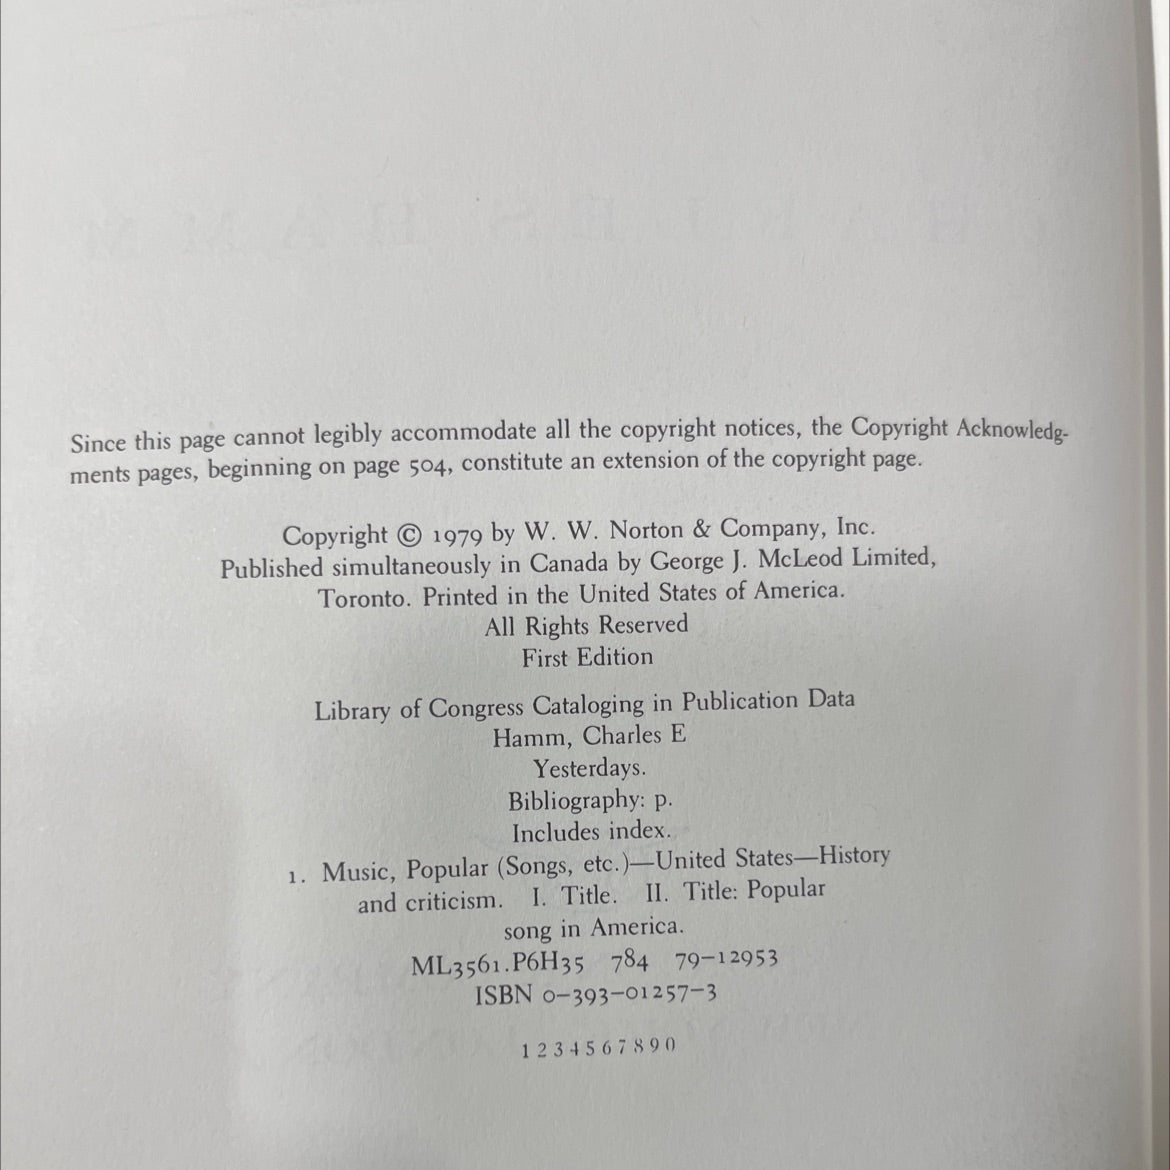 Since this page cannot legibly accommodate all the copyright notices, the Copyright Acknowledg-
ments pages, beginning on page 504, constitute an extension of the copyright page.
Copyright © 1979 by W. W. Norton & Company, Inc.
Published simultaneously in Canada by George J. McLeod Limited,
Toronto. Printed in the United States of America.
All Rights Reserved
First Edition
Library of Congress Cataloging in Publication Data
Hamm, Charles E
Yesterdays.
Bibliography: p.
Includes index.
1. Music, Popular (Songs, etc.)—United States—History
and criticism. I. Title. II. Title: Popular
song in America.
ML3561.P6H35 784 79-12953
ISBN 0-393-01257-3
1 2 3 4 5 6 7 8 9 0